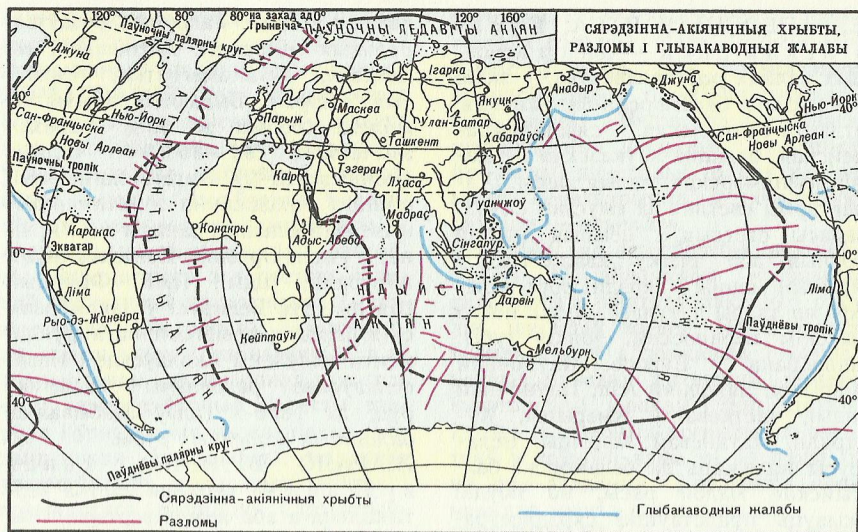 СЯРЭДЗІННА-АКІЯНІЧНЫЯ ХРЫБТЫ,
РАЗЛОМЫ І ГЛЫБАКАВОДНЫЯ ЖАЛАБЫ
120° 80° 80° на захад ад Грынвіча 120° 160°
Паўночны палярны круг
ПАЎНОЧНЫ ЛЕДАВІТЫ АКІЯН
Джуна
Ігарка
Анадыр
Джуна
Якуцк
Масква
Нью-Йорк
40°
Парыж
Улан-Батар
Хабараўск
40°
Сан-Францыска
Нью-Йорк
Ташкент
Сан-Францыска
Новы Арлеан
Новы Арлеан
Паўночны тропік
Каір
Тэгеран
Лхаса
Гуанчжоу
Мадрас
Каракас
Конакры
Адыс-Абеба
Сінгапур
Экватар
0°
0°
0°
ІНДЫЙСКІ
АКІЯН
Ліма
Дарвін
Ліма
Рыо-дэ-Жанейра
Паўднёвы тропік
Кейптаўн
Мельбурн
40°
40°
Паўднёвы палярны круг
Сярэдзінна-акіянічныя хрыбты
Разломы
Глыбакаводныя жалабы